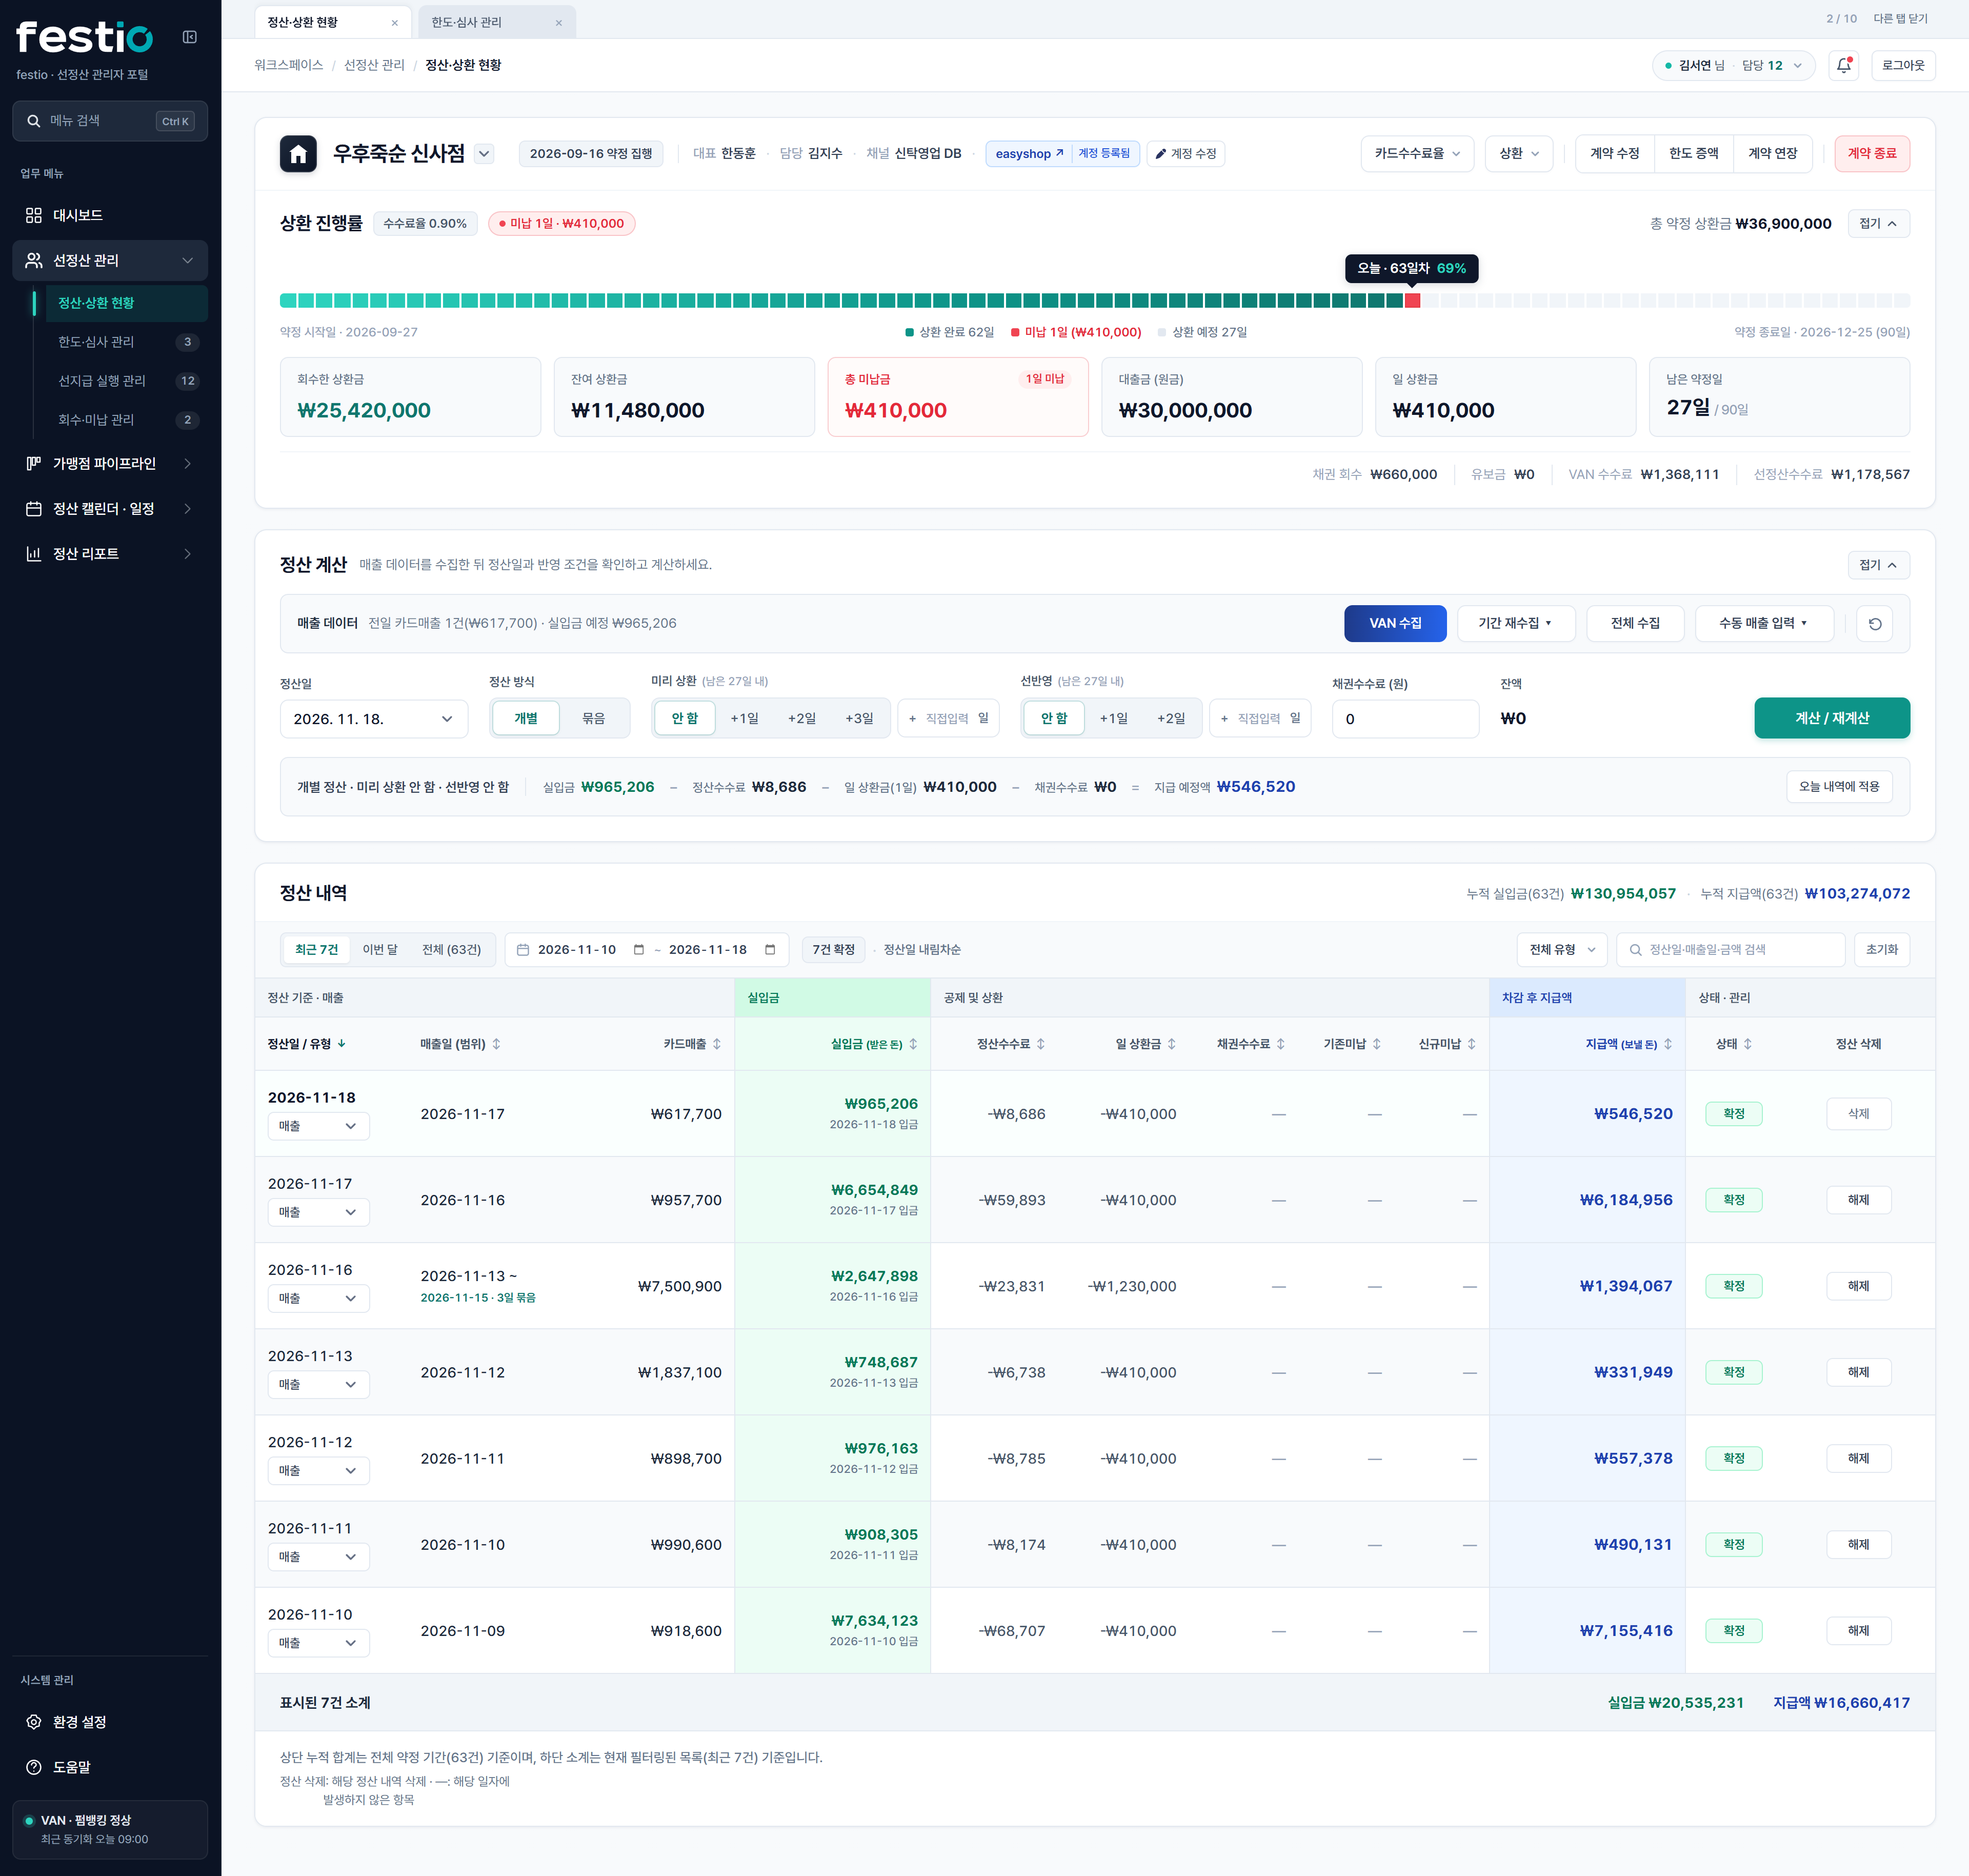 festio
festio · 선정산 관리자 포털
메뉴 검색 Ctrl K
업무 메뉴
대시보드
선정산 관리
정산·상환 현황
한도·심사 관리 3
선지급 실행 관리 12
회수·미납 관리 2
가맹점 파이프라인
정산 캘린더 · 일정
정산 리포트
시스템 관리
환경 설정
도움말
VAN · 펌뱅킹 정상
최근 동기화 오늘 09:00
정산·상환 현황 × 한도·심사 관리 × 2 / 10 다른 탭 닫기
워크스페이스 / 선정산 관리 / 정산·상환 현황 김서연 님 · 담당 12 로그아웃
우후죽순 신사점 2026-09-16 약정 집행 대표 한동훈 · 담당 김지수 · 채널 신탁영업 DB · easyshop ↗ 계정 등록됨 계정 수정 카드수수료율 상환 계약 수정 한도 증액 계약 연장 계약 종료
상환 진행률 수수료율 0.90% 미납 1일 · ₩410,000 총 약정 상환금 ₩36,900,000 접기
오늘 · 63일차 69%
약정 시작일 · 2026-09-27 상환 완료 62일 미납 1일 (₩410,000) 상환 예정 27일 약정 종료일 · 2026-12-25 (90일)
회수한 상환금 잔여 상환금 총 미납금 1일 미납 대출금 (원금) 일 상환금 남은 약정일
₩25,420,000 ₩11,480,000 ₩410,000 ₩30,000,000 ₩410,000 27일 / 90일
채권 회수 ₩660,000 유보금 ₩0 VAN 수수료 ₩1,368,111 선정산수수료 ₩1,178,567
정산 계산 매출 데이터를 수집한 뒤 정산일과 반영 조건을 확인하고 계산하세요. 접기
매출 데이터 전일 카드매출 1건(₩617,700) · 실입금 예정 ₩965,206 VAN 수집 기간 재수집 ▾ 전체 수집 수동 매출 입력 ▾
정산일 정산 방식 미리 상환 (남은 27일 내) 선반영 (남은 27일 내) 채권수수료 (원) 잔액
2026. 11. 18. 개별 묶음 안 함 +1일 +2일 +3일 + 직접입력 일 안 함 +1일 +2일 + 직접입력 일 0 ₩0 계산 / 재계산
개별 정산 · 미리 상환 안 함 · 선반영 안 함 실입금 ₩965,206 − 정산수수료 ₩8,686 − 일 상환금(1일) ₩410,000 − 채권수수료 ₩0 = 지급 예정액 ₩546,520 오늘 내역에 적용
정산 내역 누적 실입금(63건) ₩130,954,057 · 누적 지급액(63건) ₩103,274,072
최근 7건 이번 달 전체 (63건) 2026-11-10 ~ 2026-11-18 7건 확정 · 정산일 내림차순 전체 유형 정산일·매출일·금액 검색 초기화
정산 기준 · 매출 실입금 공제 및 상환 차감 후 지급액 상태 · 관리
정산일 / 유형 ↓ 매출일 (범위) 카드매출 실입금 (받은 돈) 정산수수료 일 상환금 채권수수료 기존미납 신규미납 지급액 (보낼 돈) 상태 정산 삭제
2026-11-18 매출 2026-11-17 ₩617,700 ₩965,206 2026-11-18 입금 -₩8,686 -₩410,000 — — — ₩546,520 확정 삭제
2026-11-17 매출 2026-11-16 ₩957,700 ₩6,654,849 2026-11-17 입금 -₩59,893 -₩410,000 — — — ₩6,184,956 확정 해제
2026-11-16 매출 2026-11-13 ~ 2026-11-15 · 3일 묶음 ₩7,500,900 ₩2,647,898 2026-11-16 입금 -₩23,831 -₩1,230,000 — — — ₩1,394,067 확정 해제
2026-11-13 매출 2026-11-12 ₩1,837,100 ₩748,687 2026-11-13 입금 -₩6,738 -₩410,000 — — — ₩331,949 확정 해제
2026-11-12 매출 2026-11-11 ₩898,700 ₩976,163 2026-11-12 입금 -₩8,785 -₩410,000 — — — ₩557,378 확정 해제
2026-11-11 매출 2026-11-10 ₩990,600 ₩908,305 2026-11-11 입금 -₩8,174 -₩410,000 — — — ₩490,131 확정 해제
2026-11-10 매출 2026-11-09 ₩918,600 ₩7,634,123 2026-11-10 입금 -₩68,707 -₩410,000 — — — ₩7,155,416 확정 해제
표시된 7건 소계 실입금 ₩20,535,231 지급액 ₩16,660,417
상단 누적 합계는 전체 약정 기간(63건) 기준이며, 하단 소계는 현재 필터링된 목록(최근 7건) 기준입니다.
정산 삭제: 해당 정산 내역 삭제 · —: 해당 일자에
발생하지 않은 항목